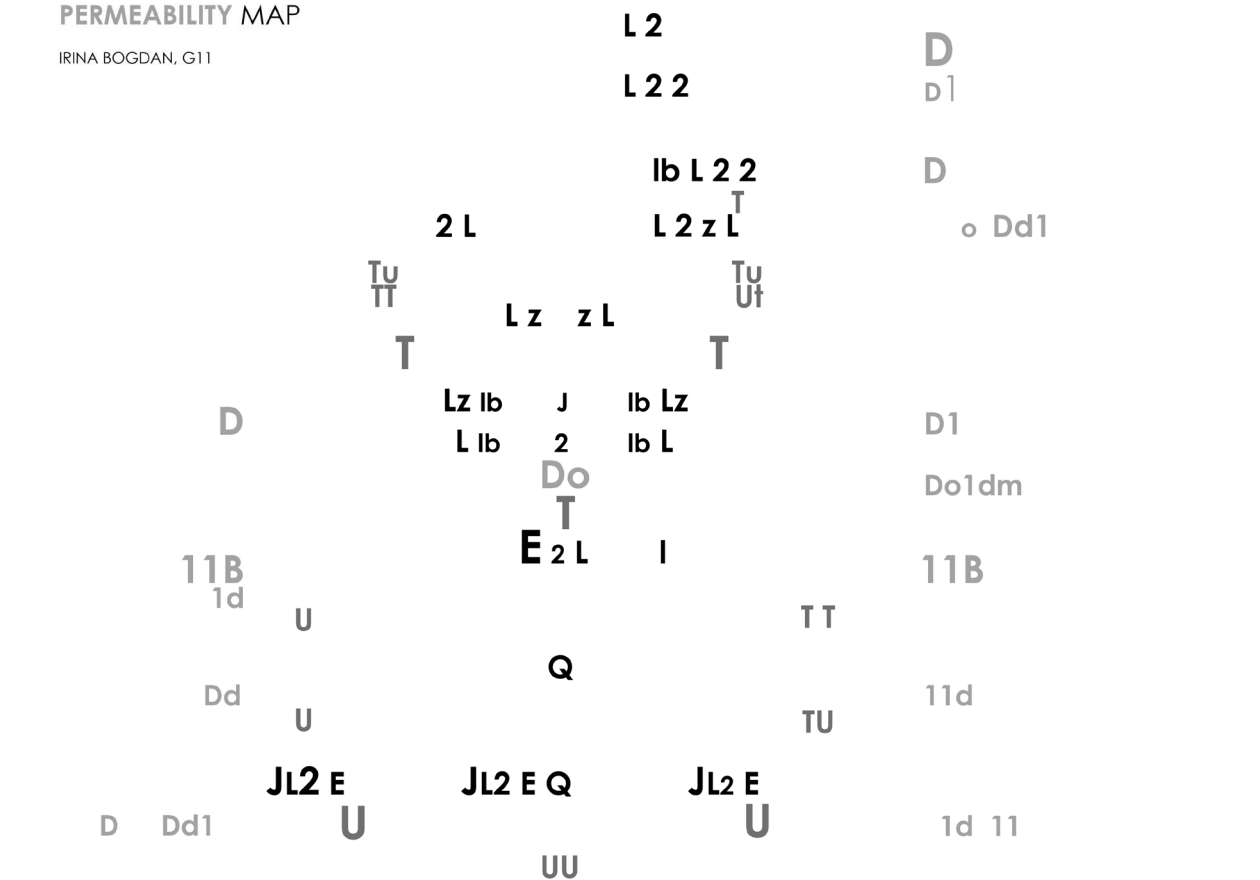 PERMEABILITY MAP
IRINA BOGDAN, G11
L 2
D
L 2 2
D1
Ib L 2 2
D
T
2 L
L 2 z L
o Dd1
Tu
Tu
TT
Ut
L z z L
T
T
Lz Ib J Ib Lz
D
D1
L Ib 2 Ib L
Do
Do1dm
T
E 2 L I
11B
11B
1d
U
T T
Q
Dd
11d
U
TU
JL2 E
JL2 E Q
JL2 E
D Dd1
U
U
1d 11
UU